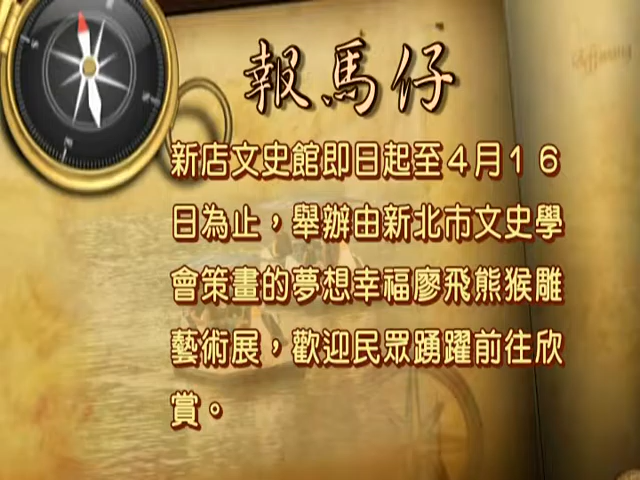 報馬仔
新店文史館即日起至４月１６
日為止，舉辦由新北市文史學
會策畫的夢想幸福廖飛熊猴雕
藝術展，歡迎民眾踴躍前往欣
賞。